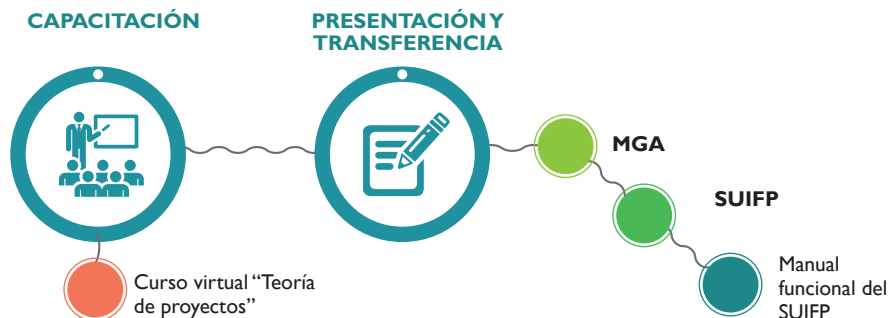 CAPACITACIÓN
PRESENTACIÓN Y
TRANSFERENCIA
MGA
SUIFP
Curso virtual “Teoría
de proyectos”
Manual
funcional del
SUIFP